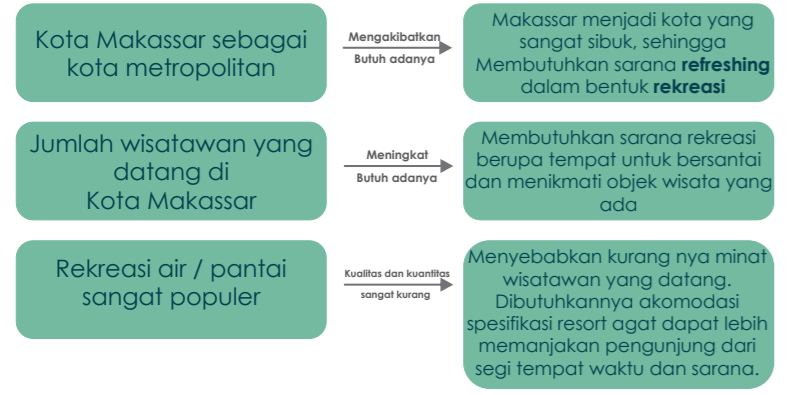 Kota Makassar sebagai
kota metropolitan
Mengakibatkan
Butuh adanya
Makassar menjadi kota yang
sangat sibuk, sehingga
Membutuhkan sarana refreshing
dalam bentuk rekreasi
Jumlah wisatawan yang
datang di
Kota Makassar
Meningkat
Butuh adanya
Membutuhkan sarana rekreasi
berupa tempat untuk bersantai
dan menikmati objek wisata yang
ada
Rekreasi air / pantai
sangat populer
Kualitas dan kuantitas
sangat kurang
Menyebabkan kurang nya minat
wisatawan yang datang.
Dibutuhkannya akomodasi
spesifikasi resort agat dapat lebih
memanjakan pengunjung dari
segi tempat waktu dan sarana.